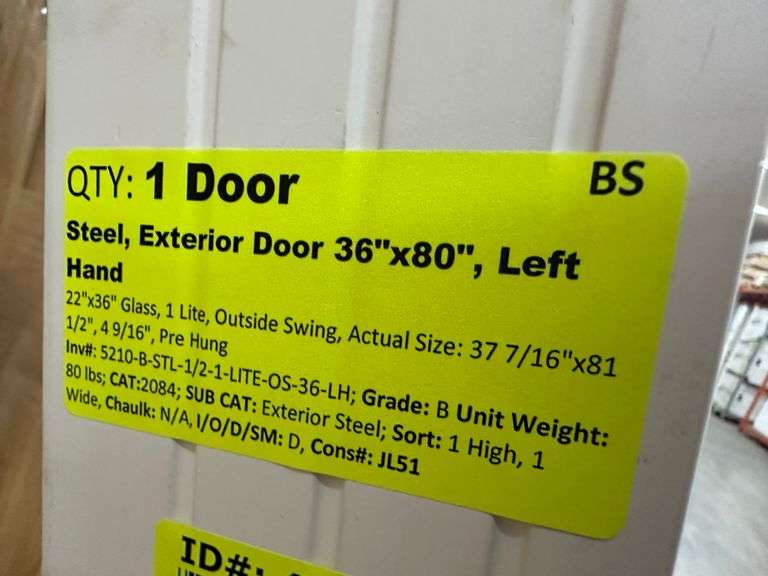 QTY: 1 Door BS
Steel, Exterior Door 36"x80", Left
Hand
22"x36" Glass, 1 Lite, Outside Swing, Actual Size: 37 7/16"x81
1/2", 4 9/16", Pre Hung
Inv#: 5210-B-STL-1/2-1-LITE-OS-36-LH; Grade: B Unit Weight:
80 lbs; CAT:2084; SUB CAT: Exterior Steel; Sort: 1 High, 1
Wide, Chaulk: N/A, I/O/D/SM: D, Cons#: JL51
ID#: